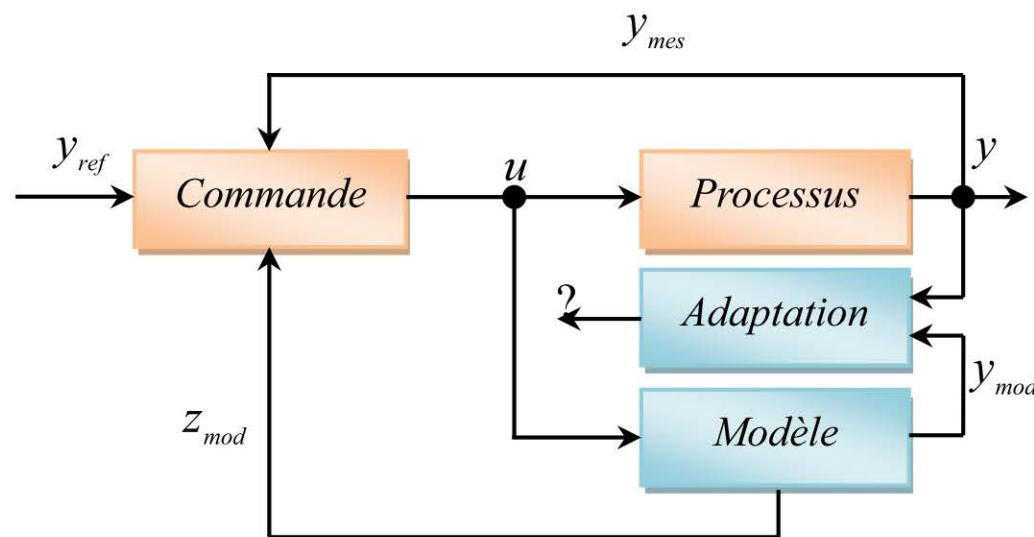 y_mes
y_ref
Commande
u
Processus
y
?
Adaptation
z_mod
Modèle
y_mod